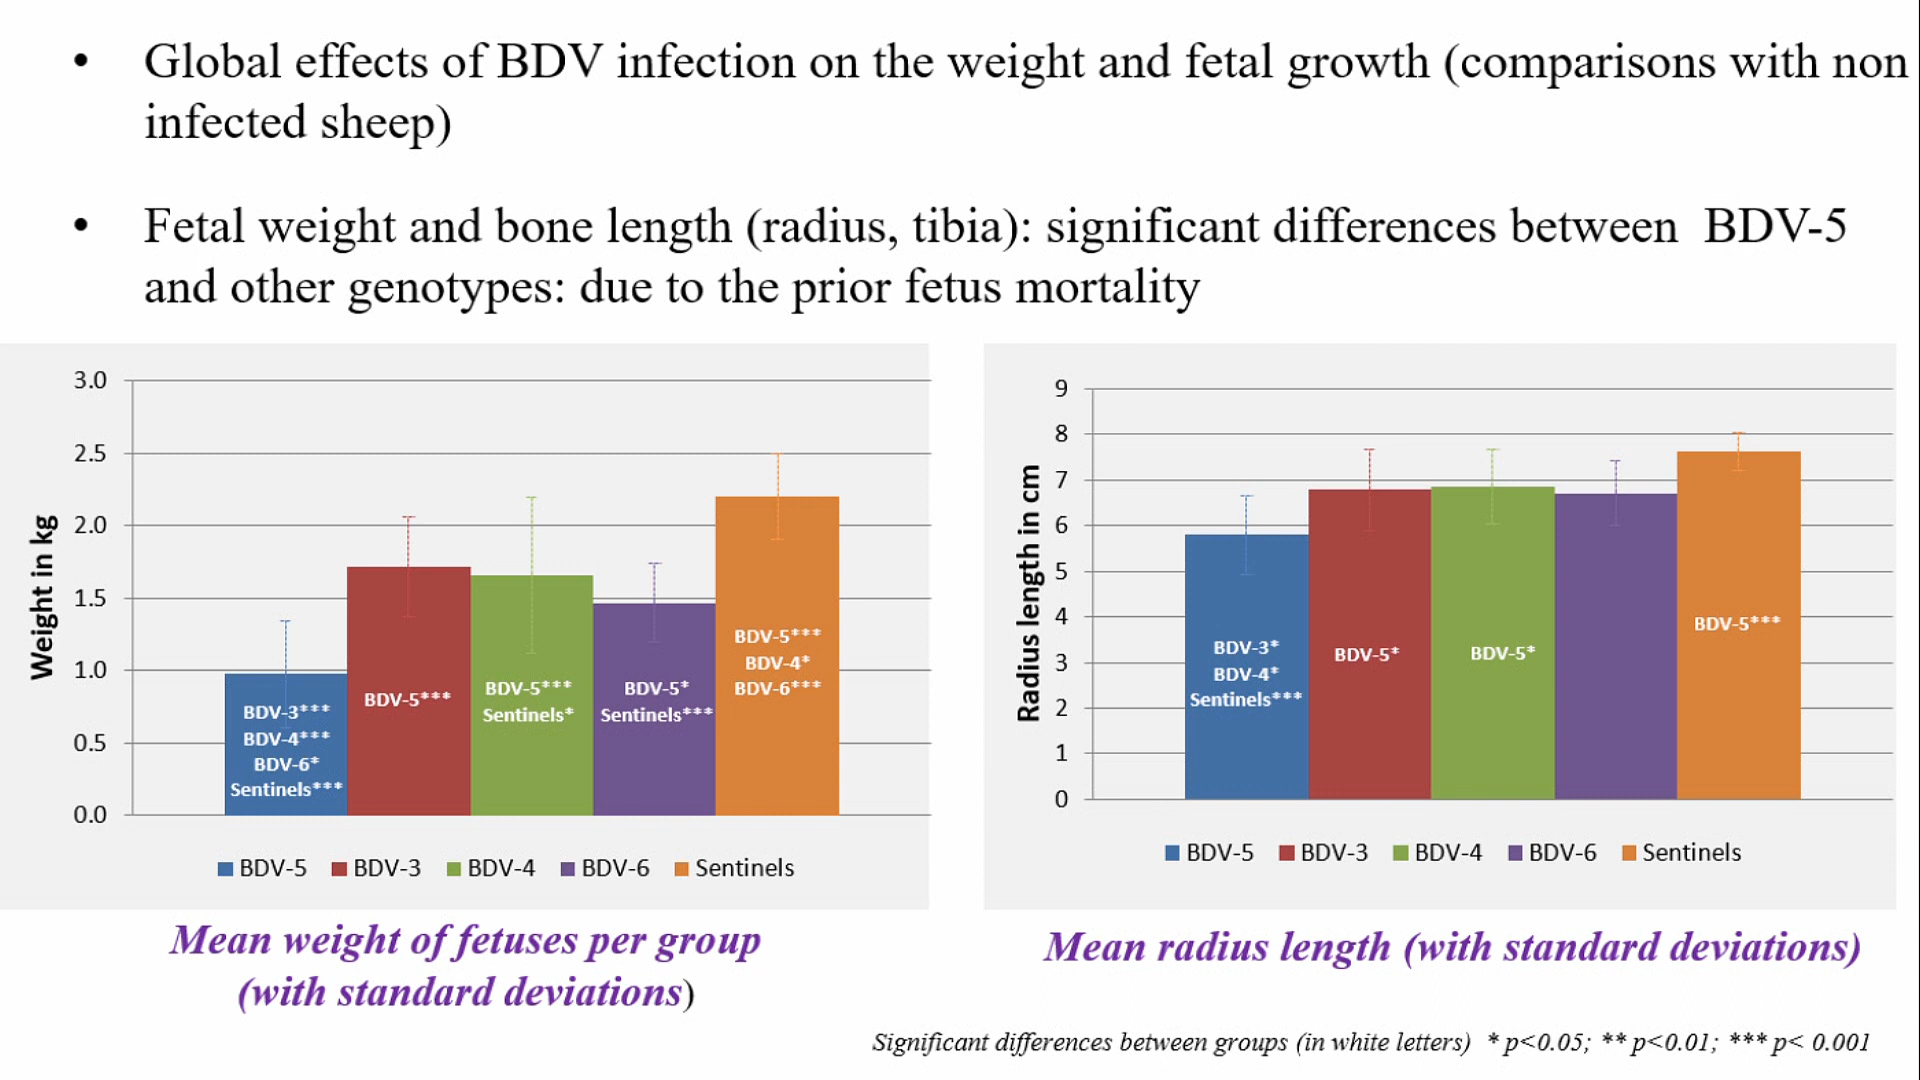 • Global effects of BDV infection on the weight and fetal growth (comparisons with non
infected sheep)
• Fetal weight and bone length (radius, tibia): significant differences between BDV-5
and other genotypes: due to the prior fetus mortality
3.0
2.5
2.0
1.5
1.0
0.5
0.0
Weight in kg
BDV-3***
BDV-4***
BDV-6*
Sentinels***
BDV-5***
BDV-5***
Sentinels*
BDV-5*
Sentinels***
BDV-5***
BDV-4*
BDV-6***
BDV-5 BDV-3 BDV-4 BDV-6 Sentinels
Mean weight of fetuses per group
(with standard deviations)
9
8
7
6
5
4
3
2
1
0
Radius length in cm
BDV-3*
BDV-4*
Sentinels***
BDV-5*
BDV-5*
BDV-5***
BDV-5 BDV-3 BDV-4 BDV-6 Sentinels
Mean radius length (with standard deviations)
Significant differences between groups (in white letters) * p<0.05; ** p<0.01; *** p< 0.001